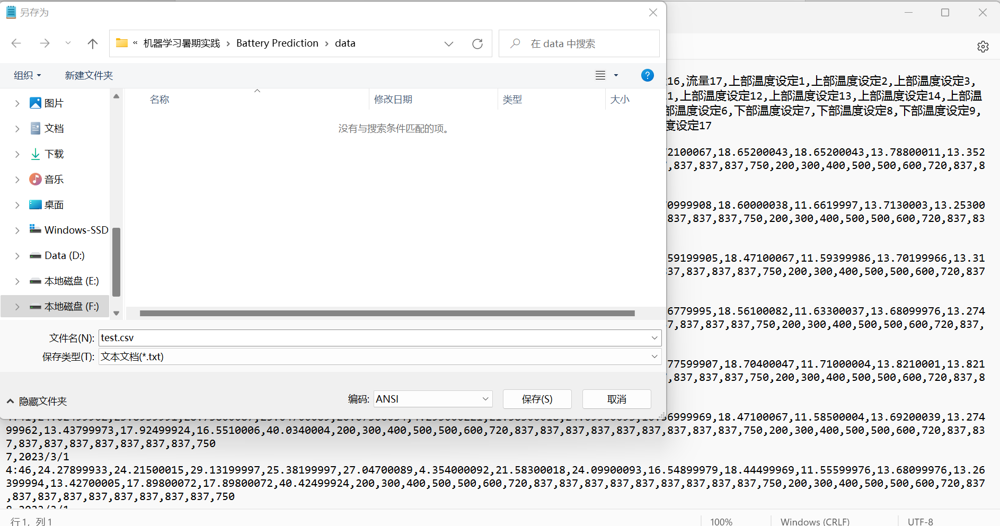 另存为
« 机器学习暑期实践 › Battery Prediction › data
在 data 中搜索
组织
新建文件夹
名称
修改日期
类型
大小
没有与搜索条件匹配的项。
图片
文档
下载
音乐
桌面
Windows-SSD
Data (D:)
本地磁盘 (E:)
本地磁盘 (F:)
文件名(N):
test.csv
保存类型(T):
文本文档(*.txt)
隐藏文件夹
编码:
ANSI
保存(S)
取消
16,流量17,上部温度设定1,上部温度设定2,上部温度设定3,
1,上部温度设定12,上部温度设定13,上部温度设定14,上部温
部温度设定6,下部温度设定7,下部温度设定8,下部温度设定9,
度设定17
2100067,18.65200043,18.65200043,13.78800011,13.352
,837,837,837,750,200,300,400,500,500,600,720,837,8
0999908,18.60000038,11.6619997,13.7130003,13.25300
837,837,837,750,200,300,400,500,500,600,720,837,83
59199905,18.47100067,11.59399986,13.70199966,13.31
37,837,837,837,750,200,300,400,500,500,600,720,837
6779995,18.56100082,11.63300037,13.68099976,13.274
7,837,837,837,750,200,300,400,500,500,600,720,837,
77599907,18.70400047,11.71000004,13.8210001,13.821
,837,837,837,750,200,300,400,500,500,600,720,837,8
6999969,18.47100067,11.58500004,13.69200039,13.274
99962,13.43799973,17.92499924,16.5510006,40.0340004,200,300,400,500,500,600,720,837,837,837,837,837,837,837,837,837,750,200,300,400,500,500,600,720,837,83
7,837,837,837,837,837,837,837,750
7,2023/3/1
4:46,24.27899933,24.21500015,29.13199997,25.38199997,27.04700089,4.354000092,21.58300018,24.09900093,16.54899979,18.44499969,11.55599976,13.68099976,13.26
399994,13.42700005,17.89800072,17.89800072,40.42499924,200,300,400,500,500,600,720,837,837,837,837,837,837,837,837,837,750,200,300,400,500,500,600,720,837
,837,837,837,837,837,837,837,837,750
行 1, 列 1
100%
Windows (CRLF)
UTF-8